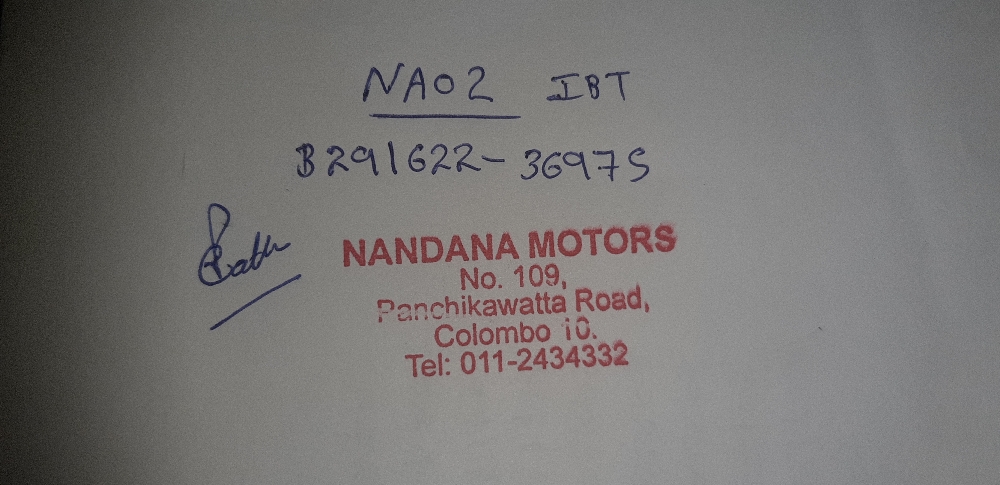 NA02 IBT
B291622-36975
NANDANA MOTORS
No. 109,
Panchikawatta Road,
Colombo 10.
Tel: 011-2434332